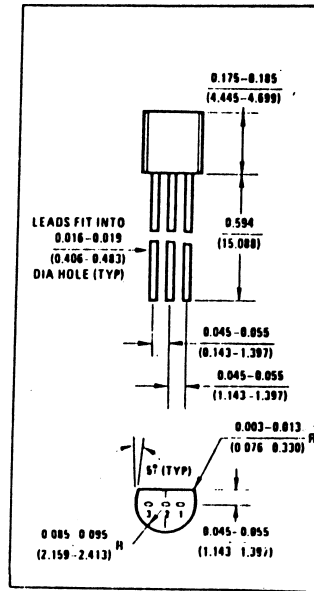 0.175-0.185
(4.445-4.699)
LEADS FIT INTO
0.016-0.019
(0.406-0.483)
DIA HOLE (TYP)
0.594
(15.088)
0.045-0.055
(0.143-1.397)
0.045-0.055
(1.143-1.397)
0.003-0.013 R
(0.076 0.330)
5° (TYP)
3 2 1
0.085 0.095 R
(2.159-2.413)
0.045-0.055
(1.143 1.397)